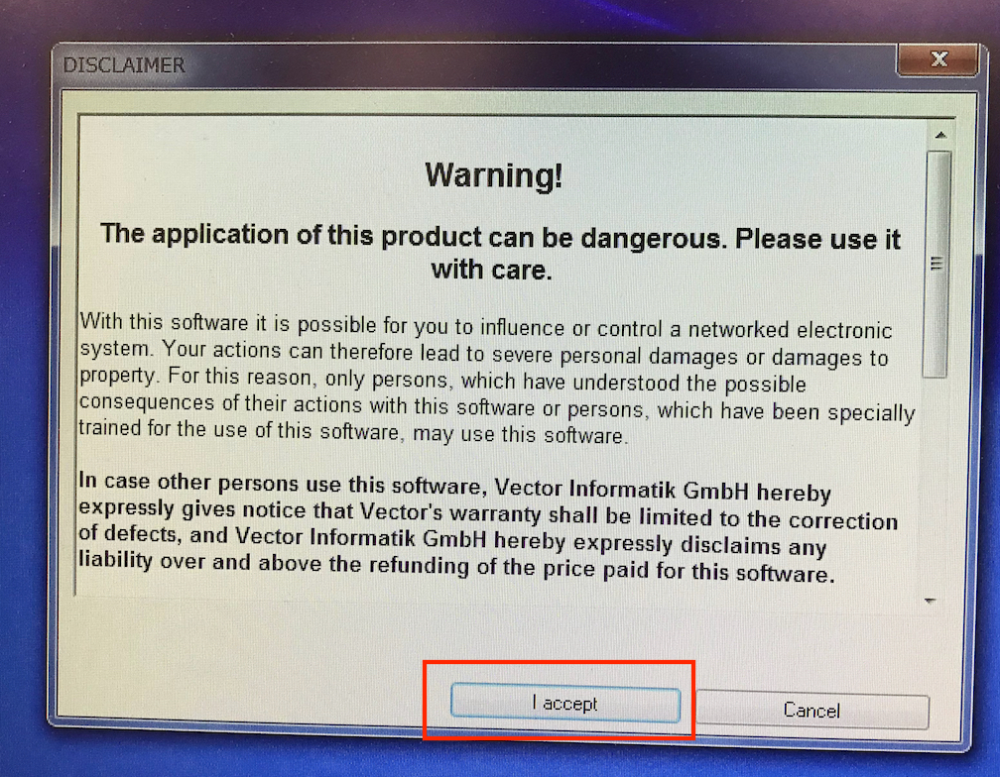 DISCLAIMER
Warning!
The application of this product can be dangerous. Please use it
with care.
With this software it is possible for you to influence or control a networked electronic
system. Your actions can therefore lead to severe personal damages or damages to
property. For this reason, only persons, which have understood the possible
consequences of their actions with this software or persons, which have been specially
trained for the use of this software, may use this software.
In case other persons use this software, Vector Informatik GmbH hereby
expressly gives notice that Vector's warranty shall be limited to the correction
of defects, and Vector Informatik GmbH hereby expressly disclaims any
liability over and above the refunding of the price paid for this software.
I accept
Cancel